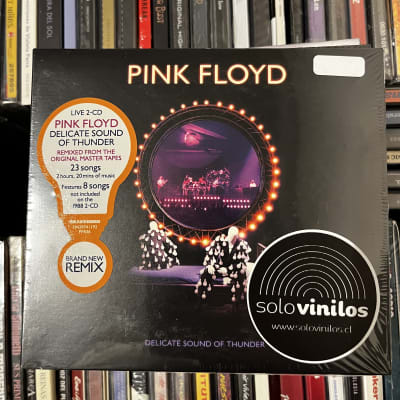 PINK FLOYD
LIVE 2-CD
PINK FLOYD
DELICATE SOUND
OF THUNDER
REMIXED FROM THE
ORIGINAL MASTER TAPES
23 songs
2 hours, 20 mins of music
Features 8 songs
not included
on the
1988 2-CD
BRAND NEW
REMIX
solovinilos
www.solovinilos.cl
DELICATE SOUND OF THUNDER